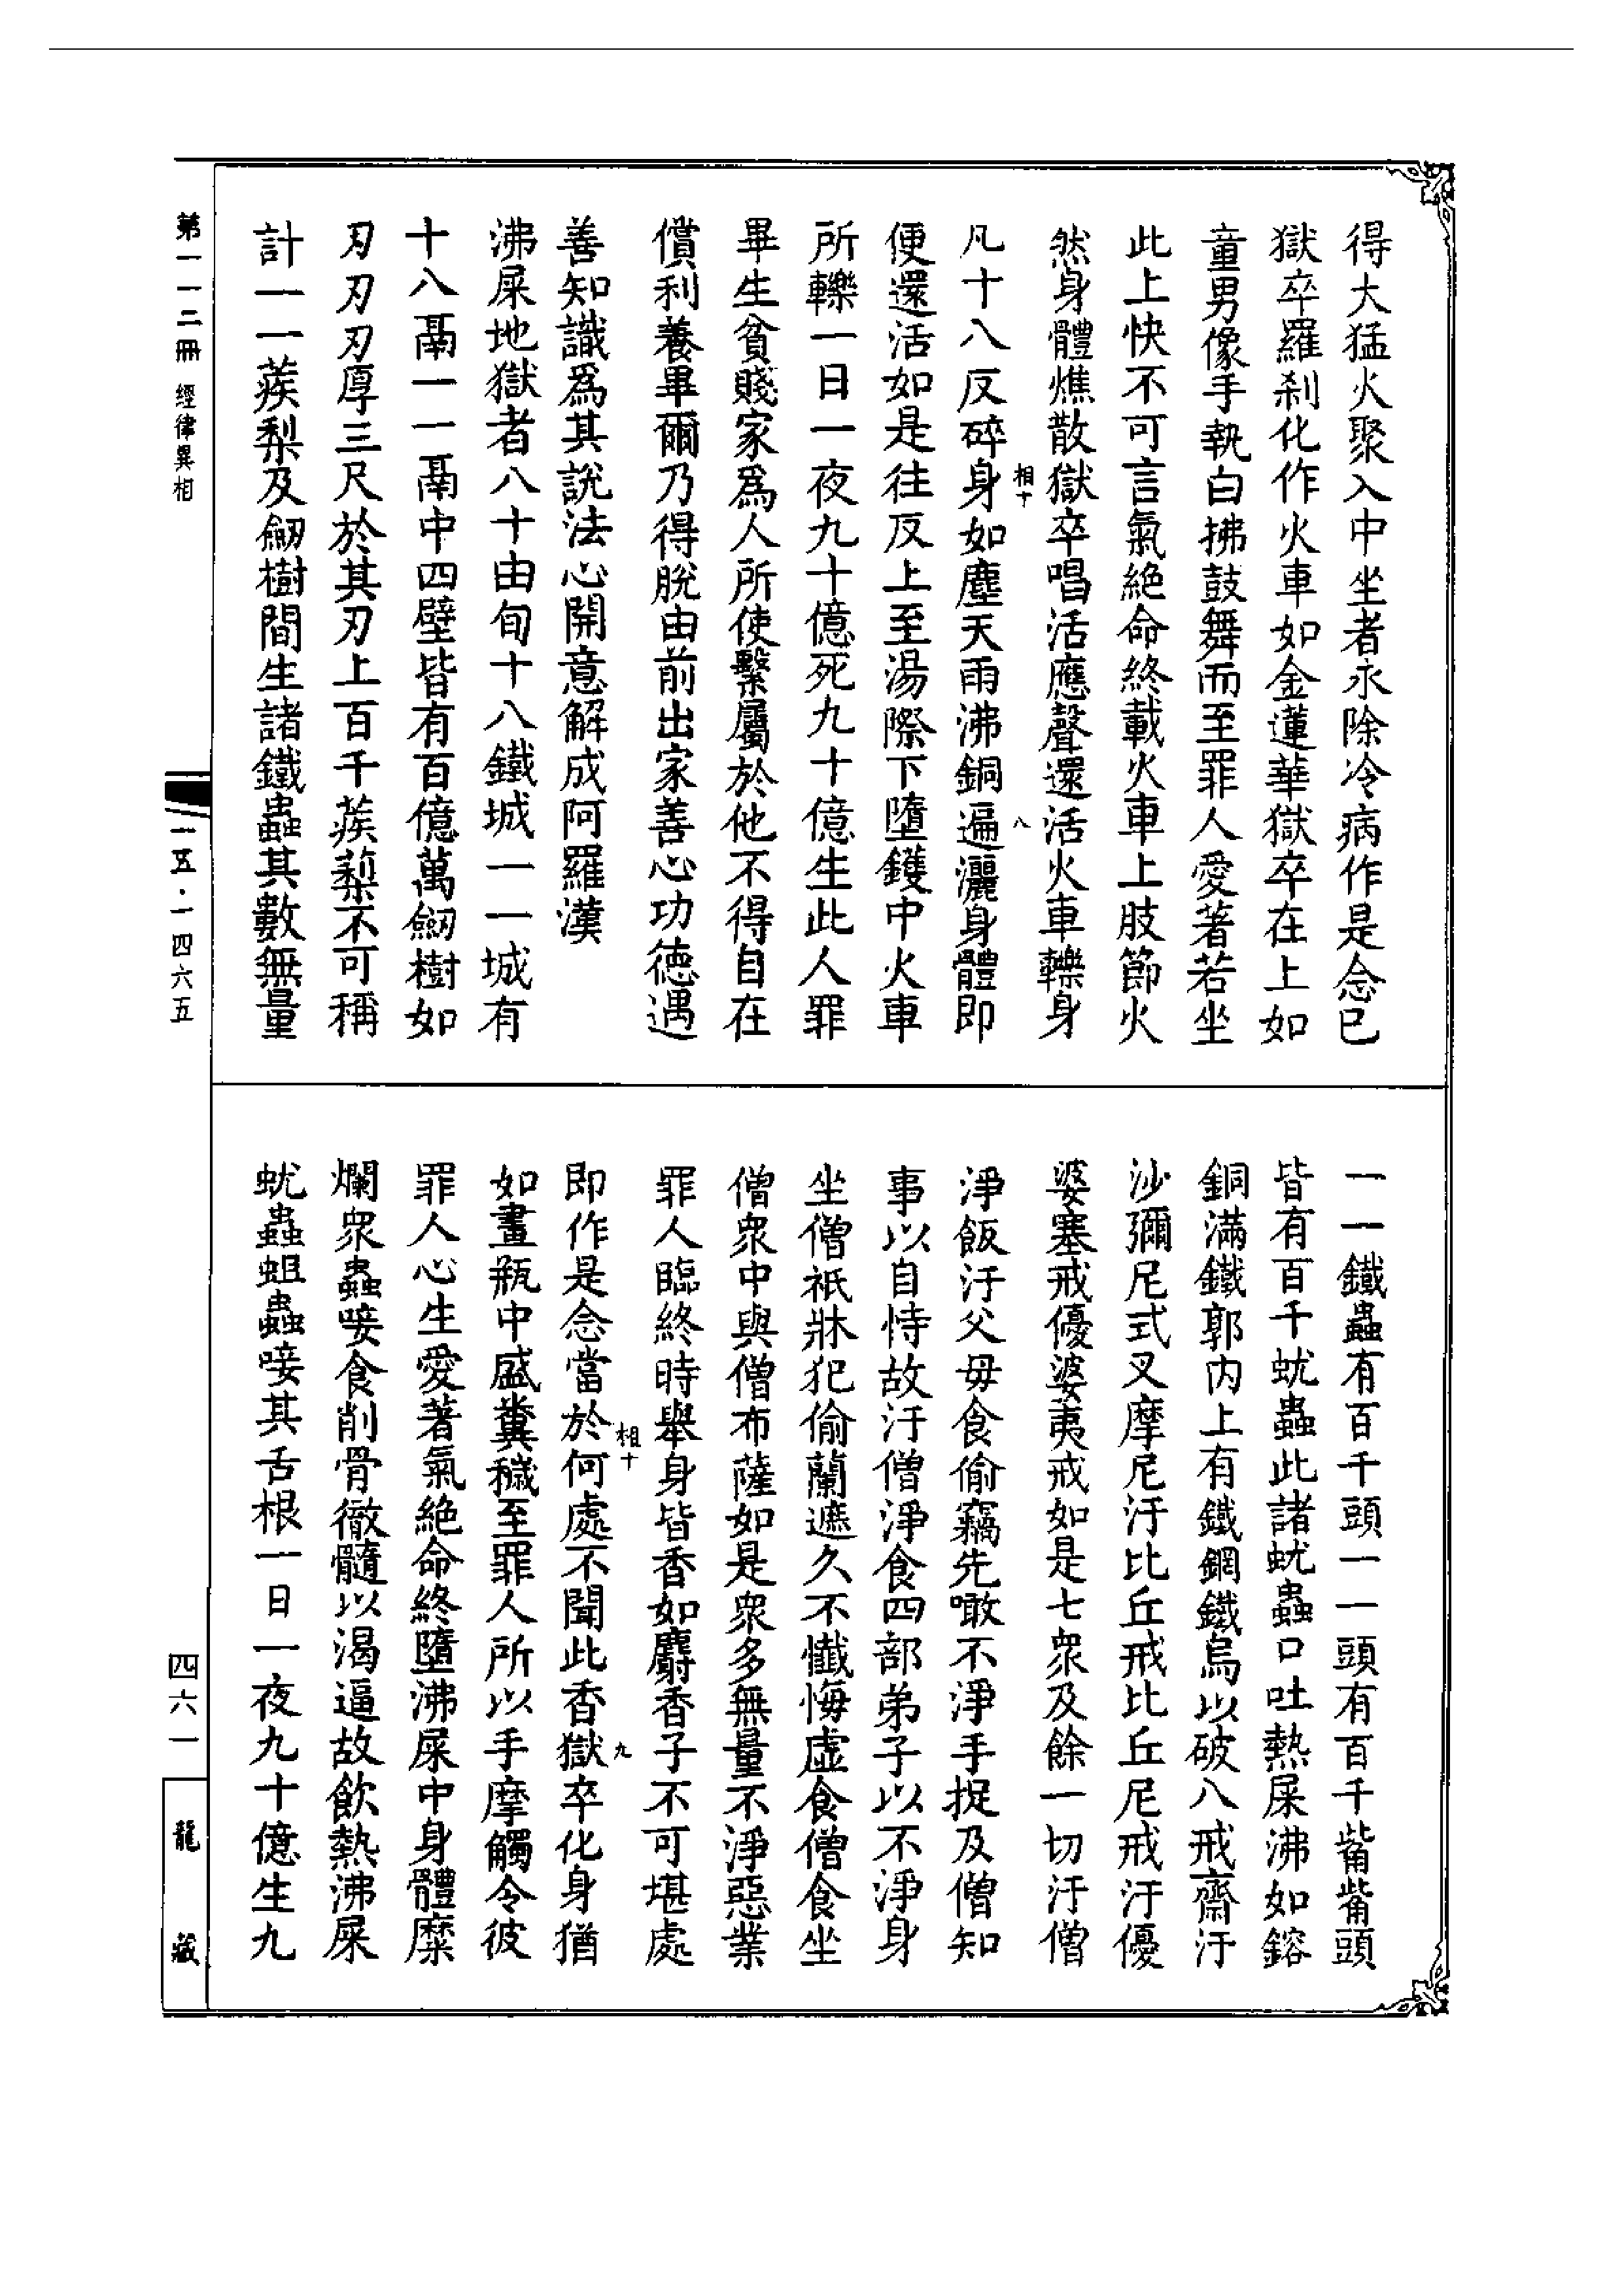 得大猛火聚入中坐者永除冷病作是念已
獄卒羅刹化作火車如金蓮華獄卒在上如
童男像手執白拂鼓舞而至罪人愛著若坐
此上快不可言氣絶命終載火車上肢節火
然身體燋散獄卒唱活應聲還活火車轢身
相十
八
凡十八反碎身如塵天雨沸銅遍灑身體即
便還活如是往反上至湯際下墮鑊中火車
所轢一日一夜九十億死九十億生此人罪
畢生貧賤家爲人所使繫屬於他不得自在
償利養畢爾乃得脫由前出家善心功德遇
善知識爲其說法心開意解成阿羅漢
沸屎地獄者八十由旬十八鐵城一一城有
十八鬲一一鬲中四壁皆有百億萬劒樹如
刃刃刃厚三尺於其刃上百千蒺蔾不可稱
計一一蒺梨及劒樹間生諸鐵蟲其數無量
一一鐵蟲有百千頭一一頭有百千觜觜頭
皆有百千蚘蟲此諸蚘蟲口吐熱屎沸如鎔
銅滿鐵郭內上有鐵網鐵烏以破八戒齋汙
沙彌尼式叉摩尼汙比丘戒比丘尼戒汙優
婆塞戒優婆夷戒如是七衆及餘一切汙僧
淨飯汙父毋食偷竊先噉不淨手捉及僧知
事以自恃故汙僧淨食四部弟子以不淨身
坐僧祇牀犯偷蘭遮久不懺悔虛食僧食坐
僧衆中與僧布薩如是衆多無量不淨惡業
罪人臨終時舉身皆香如麝香子不可堪處
相十
九
即作是念當於何處不聞此香獄卒化身猶
如畫瓶中盛糞穢至罪人所以手摩觸令彼
罪人心生愛著氣絶命終墮沸屎中身體糜
爛衆蟲唼食削骨徹髓以渴逼故飲熱沸屎
蚘蟲蛆蟲唼其舌根一日一夜九十億生九
第一一二冊 經律異相
一五·一四六五
四六一
龍藏